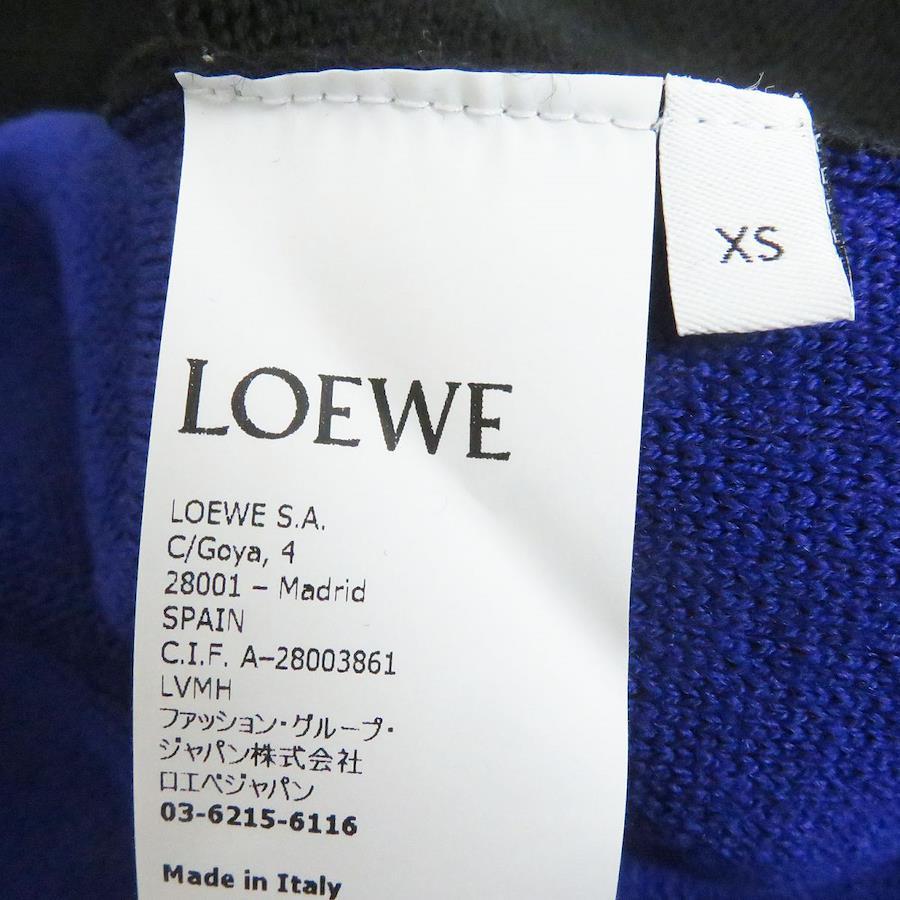 XS
LOEWE
LOEWE S.A.
C/Goya, 4
28001 – Madrid
SPAIN
C.I.F. A–28003861
LVMH
ファッション・グループ・
ジャパン株式会社
ロエベジャパン
03-6215-6116
Made in Italy